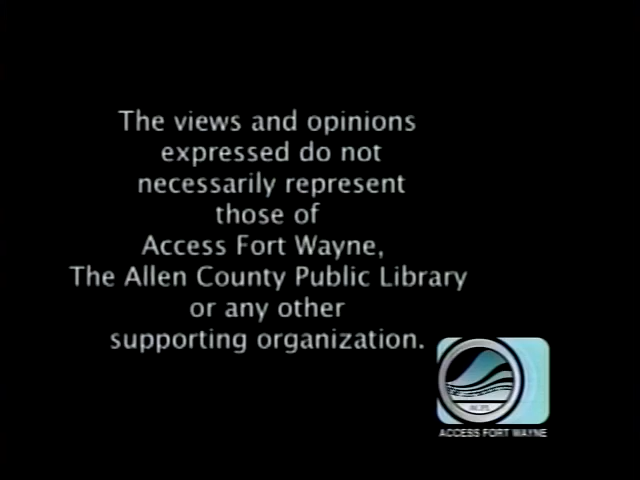 The views and opinions
expressed do not
necessarily represent
those of
Access Fort Wayne,
The Allen County Public Library
or any other
supporting organization.
ACCESS FORT WAYNE